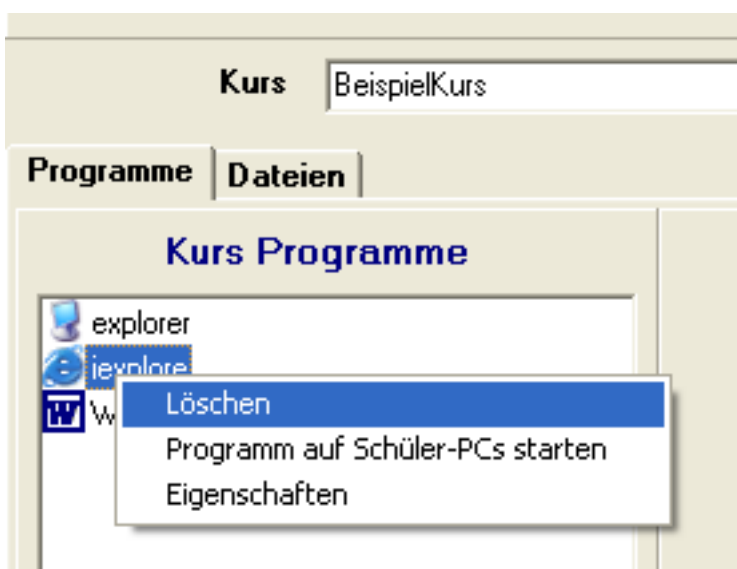 Kurs BeispielKurs
Programme Dateien
Kurs Programme
explorer
iexplore
Löschen
Programm auf Schüler-PCs starten
Eigenschaften